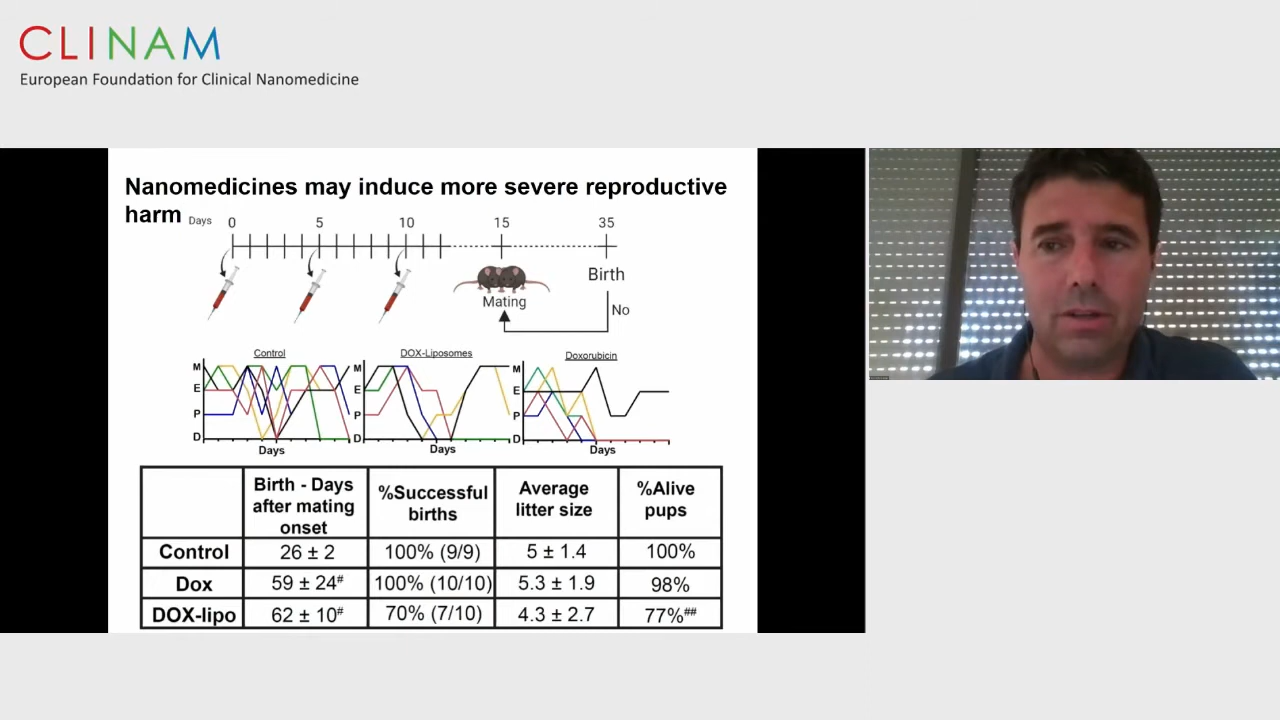 CLINAM
European Foundation for Clinical Nanomedicine
Nanomedicines may induce more severe reproductive
harm
Days 0 5 10 15 35
Mating
Birth
No
Control
M
E
P
D
Days
DOX-Liposomes
M
E
P
D
Days
Doxorubicin
M
E
P
D
Days
Birth - Days
after mating
onset
%Successful
births
Average
litter size
%Alive
pups
Control 26 ± 2 100% (9/9) 5 ± 1.4 100%
Dox 59 ± 24# 100% (10/10) 5.3 ± 1.9 98%
DOX-lipo 62 ± 10# 70% (7/10) 4.3 ± 2.7 77%##